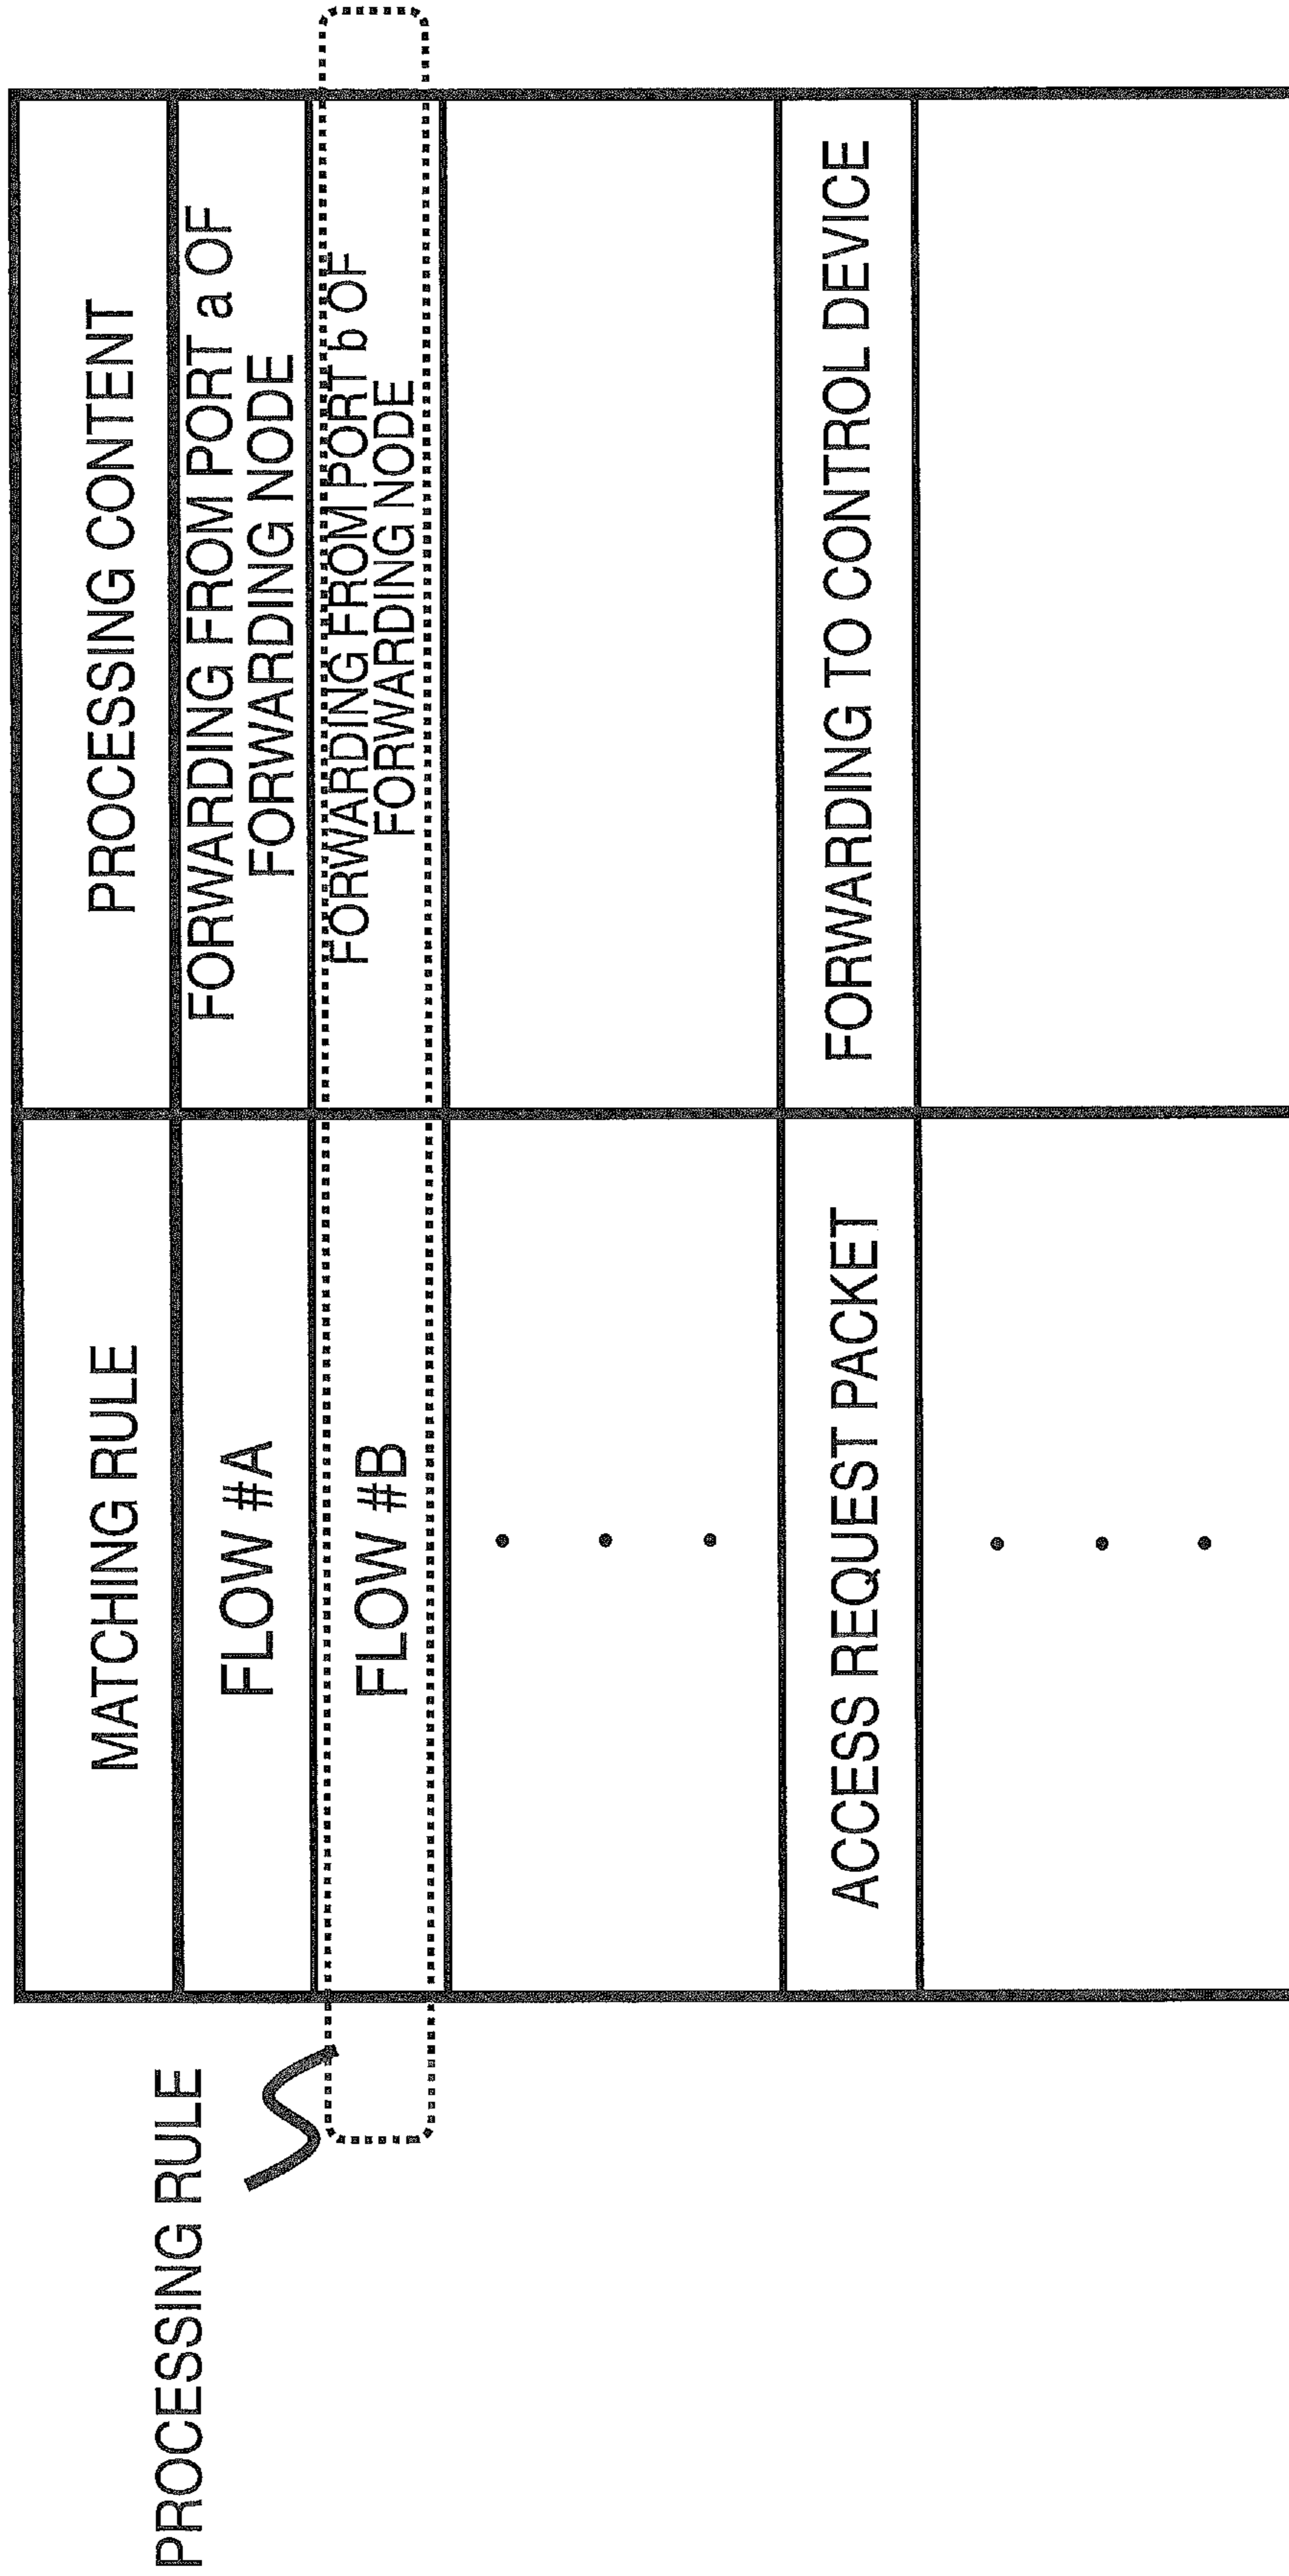 PROCESSING RULE
MATCHING RULE
PROCESSING CONTENT
FLOW #A
FORWARDING FROM PORT a OF
FORWARDING NODE
FLOW #B
FORWARDING FROM PORT b OF
FORWARDING NODE
ACCESS REQUEST PACKET
FORWARDING TO CONTROL DEVICE